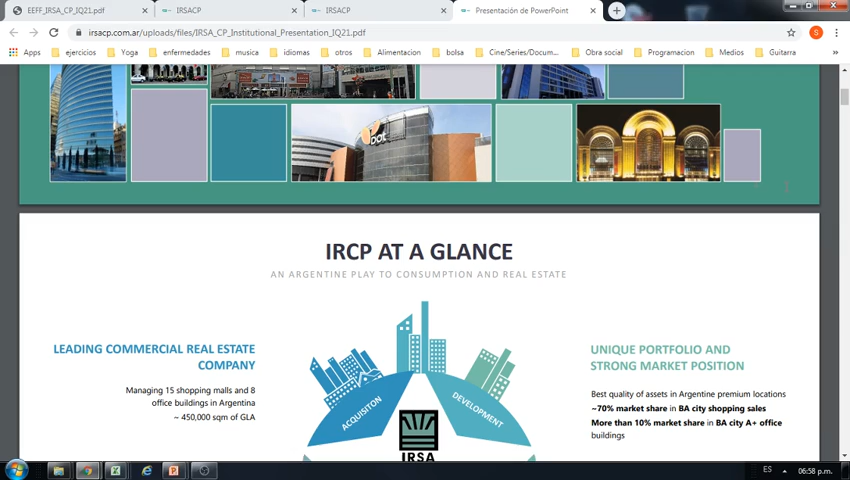 EEFF_IRSA_CP_IQ21.pdf
IRSACP
IRSACP
Presentación de PowerPoint
irsacp.com.ar/uploads/files/IRSA_CP_Institutional_Presentation_IQ21.pdf
S
Apps
ejercicios
Yoga
enfermedades
musica
idiomas
otros
Alimentacion
bolsa
Cine/Series/Docum...
Obra social
Programacion
Medios
Guitarra
DOT
1
IRCP AT A GLANCE
AN ARGENTINE PLAY TO CONSUMPTION AND REAL ESTATE
LEADING COMMERCIAL REAL ESTATE
COMPANY
Managing 15 shopping malls and 8
office buildings in Argentina
~ 450,000 sqm of GLA
ACQUISITON
DEVELOPMENT
IRSA
UNIQUE PORTFOLIO AND
STRONG MARKET POSITION
Best quality of assets in Argentine premium locations
~70% market share in BA city shopping sales
More than 10% market share in BA city A+ office
buildings
ES
06:58 p.m.